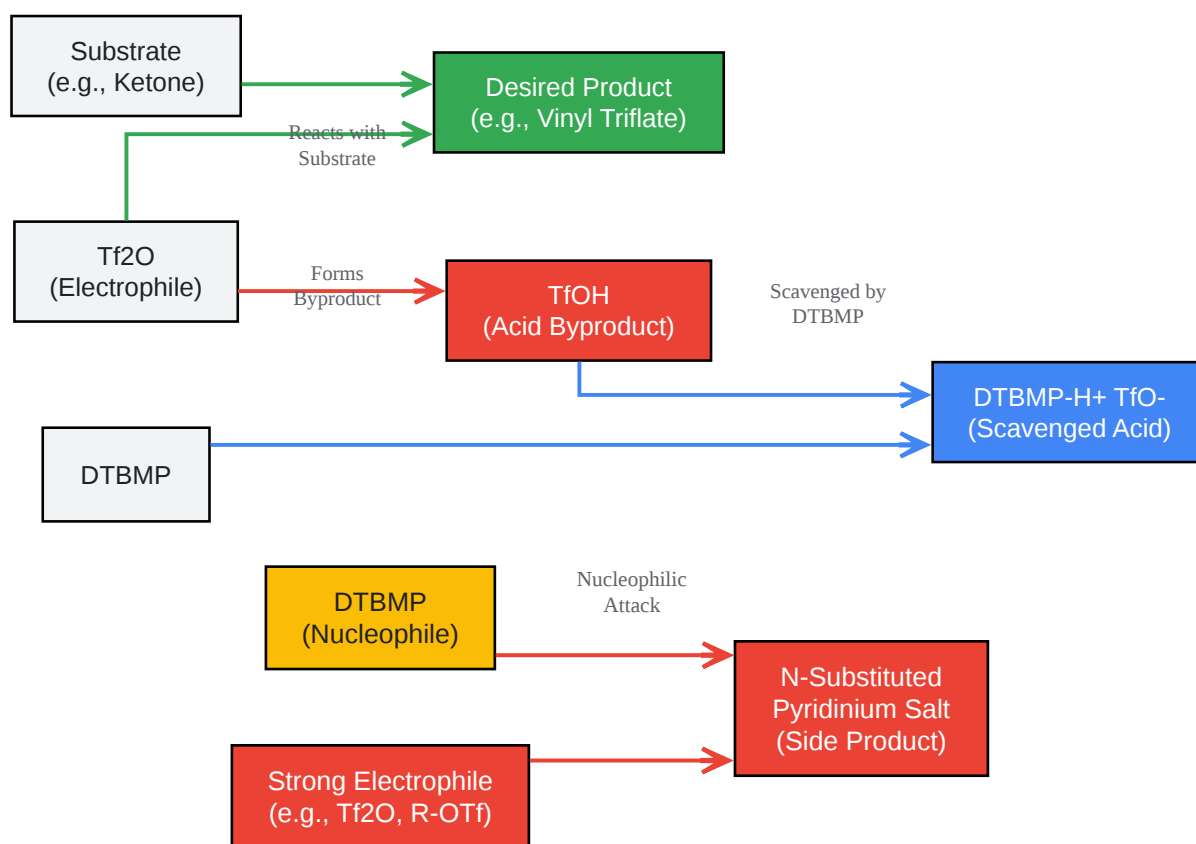 Substrate
(e.g., Ketone)
Desired Product
(e.g., Vinyl Triflate)
Reacts with
Substrate
Tf2O
(Electrophile)
Forms
Byproduct
TfOH
(Acid Byproduct)
Scavenged by
DTBMP
DTBMP-H+ TfO-
(Scavenged Acid)
DTBMP
DTBMP
(Nucleophile)
Nucleophilic
Attack
N-Substituted
Pyridinium Salt
(Side Product)
Strong Electrophile
(e.g., Tf2O, R-OTf)